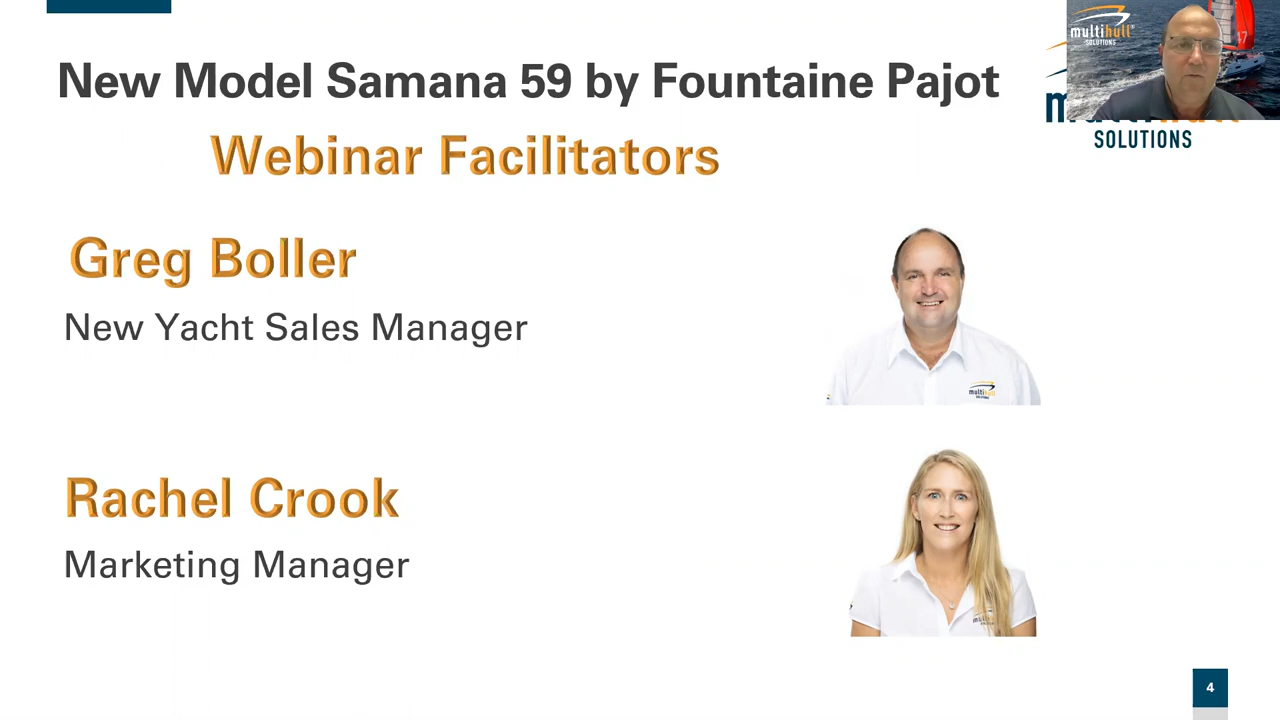 New Model Samana 59 by Fountaine Pajot
Webinar Facilitators
multihull
SOLUTIONS
SOLUTIONS
Greg Boller
New Yacht Sales Manager
multihull
Rachel Crook
Marketing Manager
4